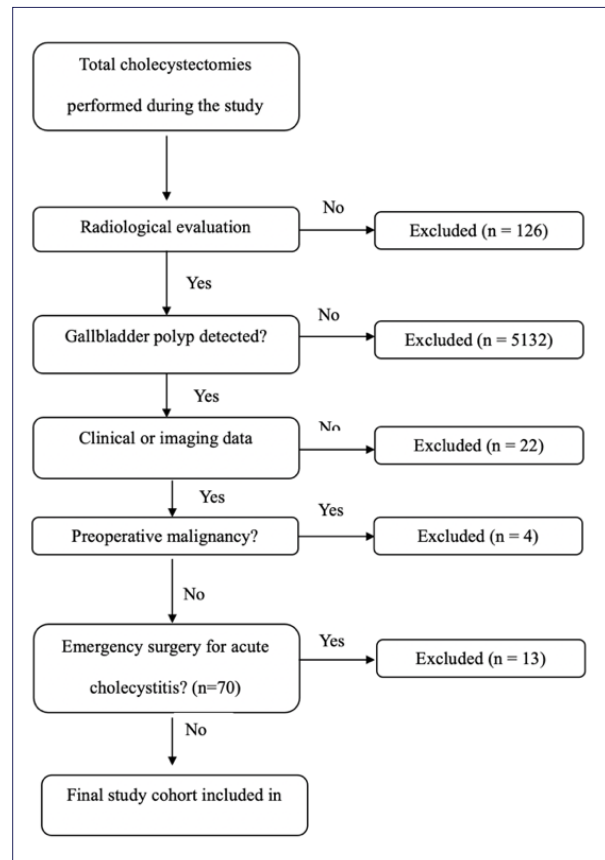 Total cholecystectomies
performed during the study
Radiological evaluation
No
Excluded (n = 126)
Yes
Gallbladder polyp detected?
No
Excluded (n = 5132)
Yes
Clinical or imaging data
No
Excluded (n = 22)
Yes
Preoperative malignancy?
Yes
Excluded (n = 4)
No
Emergency surgery for acute
cholecystitis? (n=70)
Yes
Excluded (n = 13)
No
Final study cohort included in